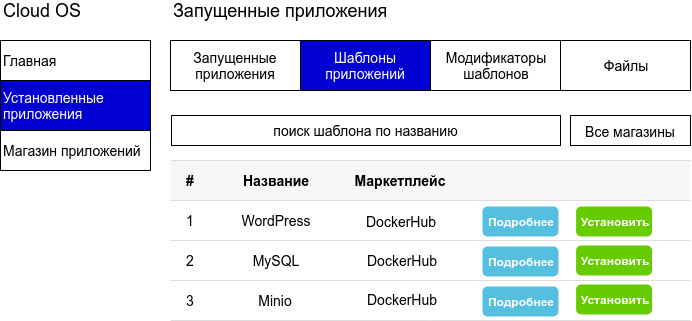 Cloud OS
Запущенные приложения
Главная
Установленные
приложения
Магазин приложений
Запущенные
приложения
Шаблоны
приложений
Модификаторы
шаблонов
Файлы
поиск шаблона по названию
Все магазины
# Название Маркетплейс
1 WordPress DockerHub Подробнее Установить
2 MySQL DockerHub Подробнее Установить
3 Minio DockerHub Подробнее Установить